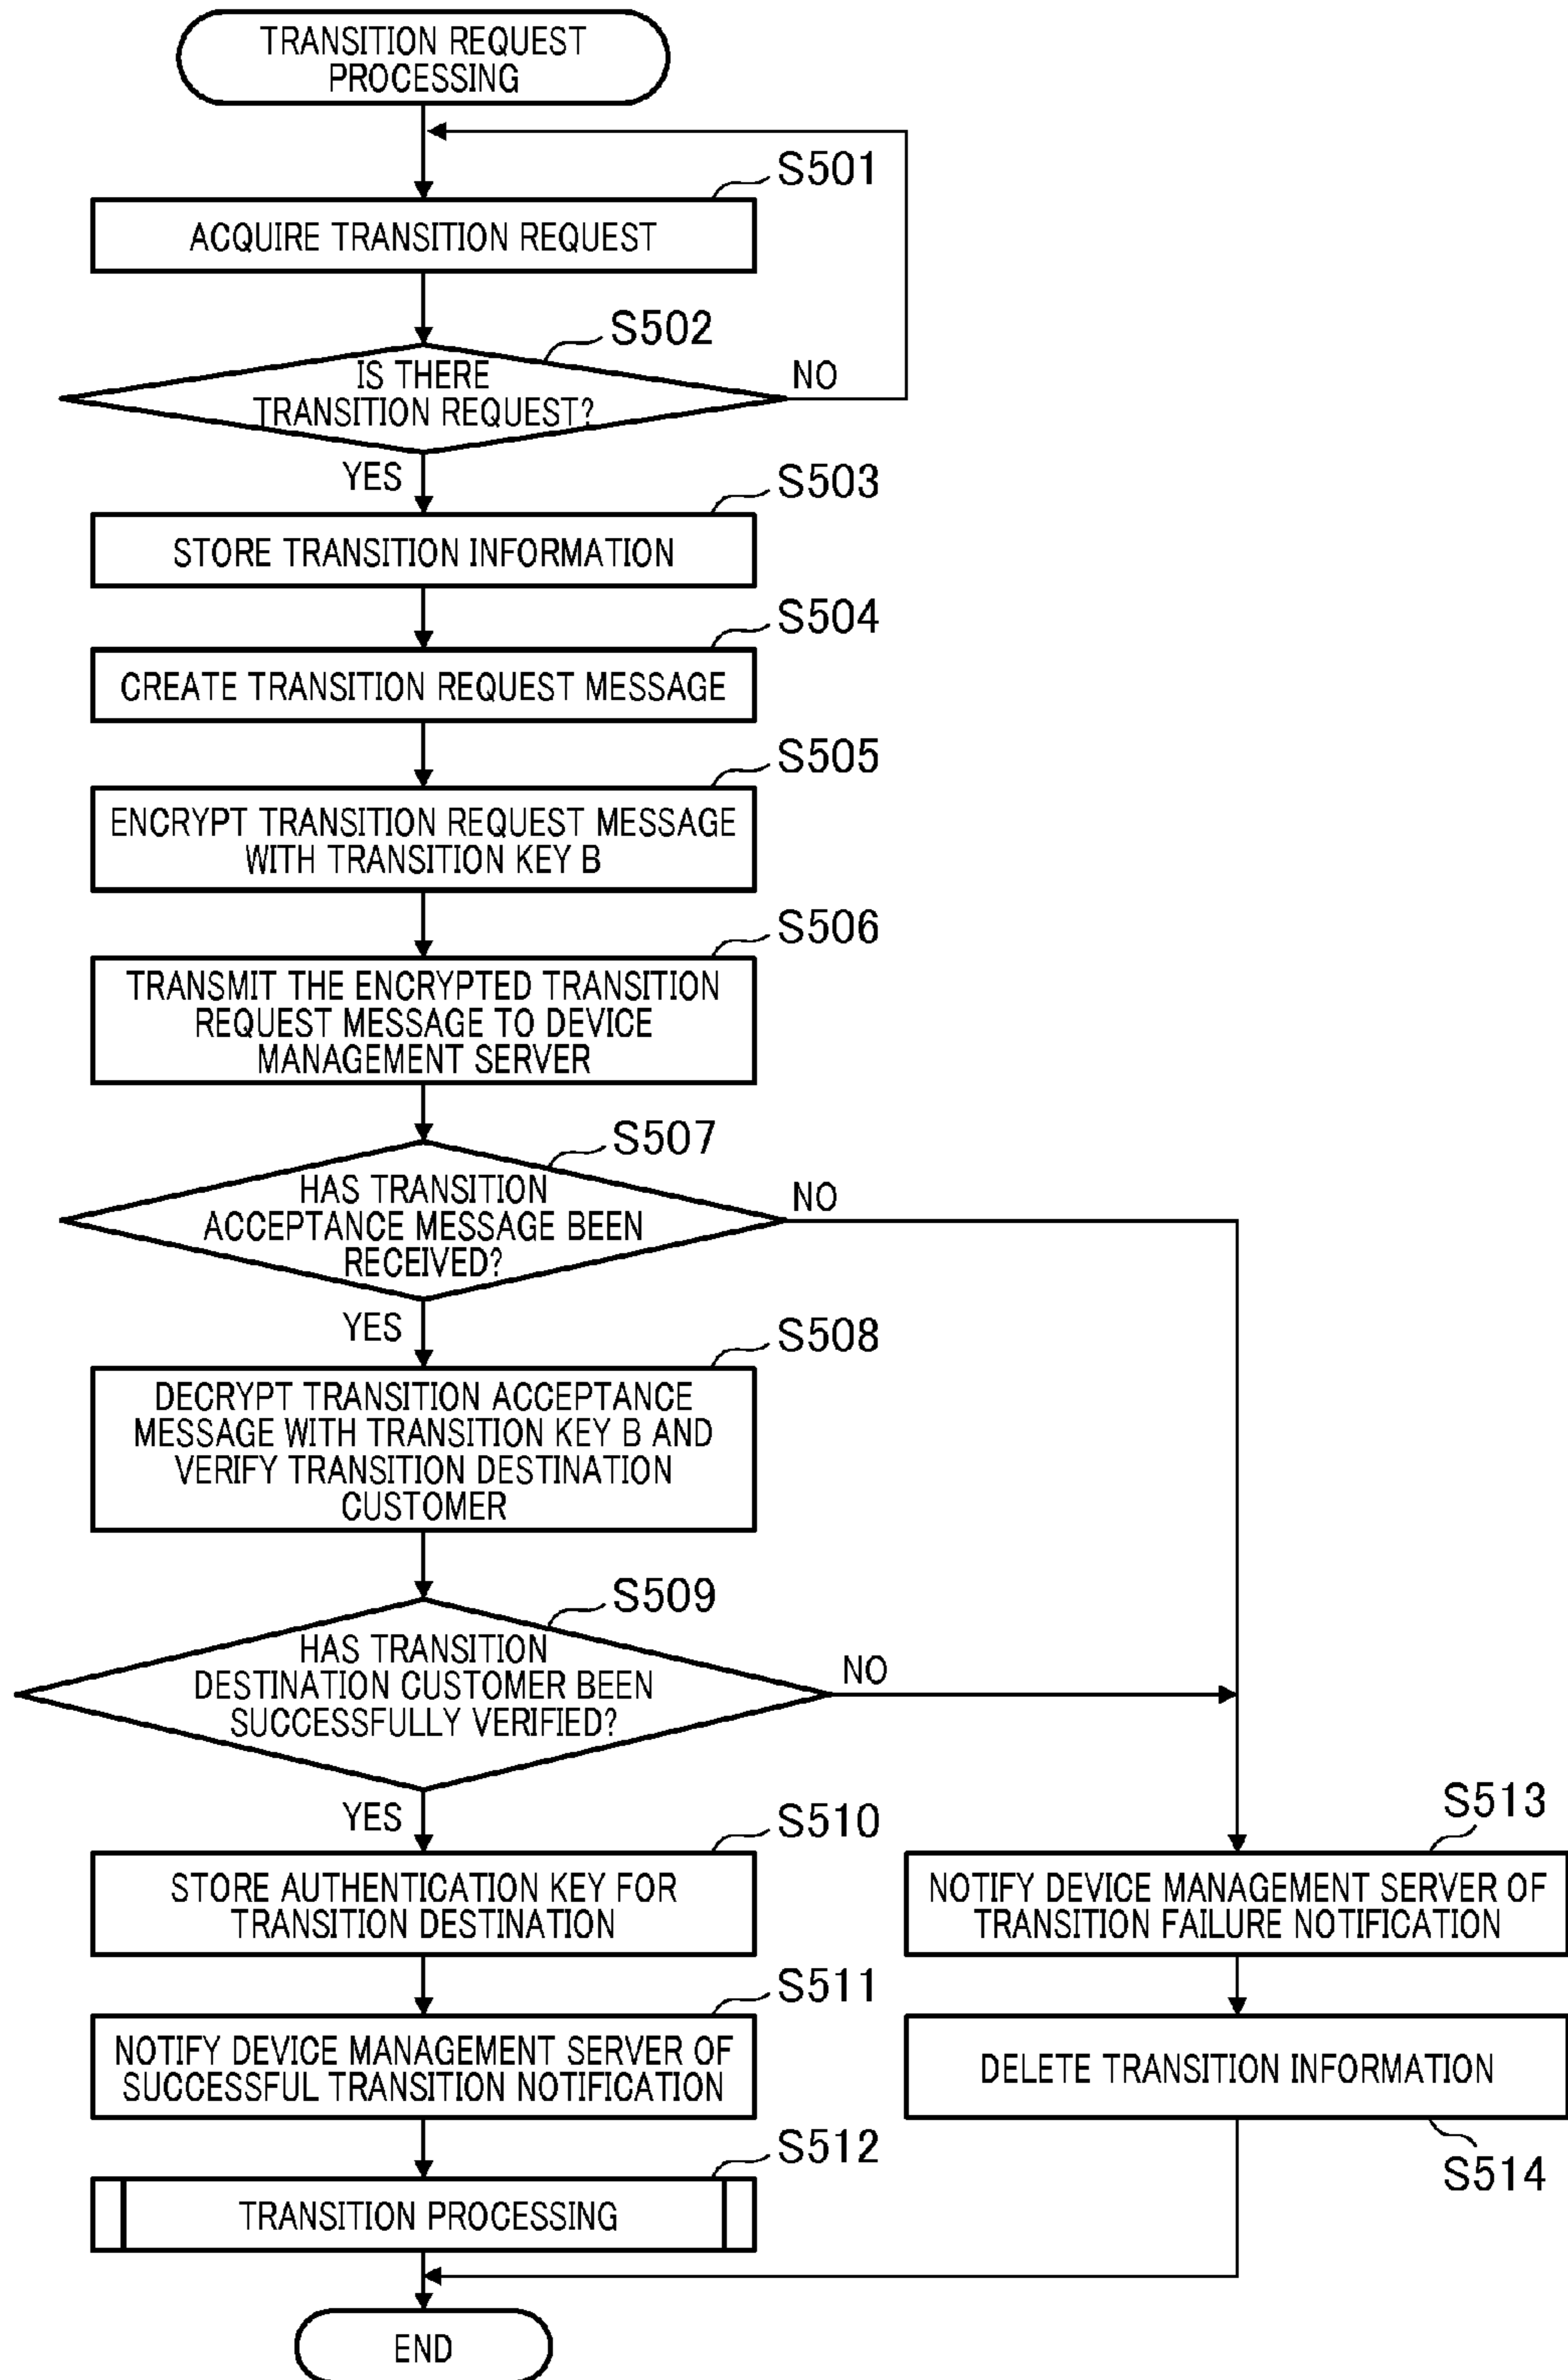 TRANSITION REQUEST
PROCESSING
S501
ACQUIRE TRANSITION REQUEST
S502
IS THERE
TRANSITION REQUEST?
NO
YES
S503
STORE TRANSITION INFORMATION
S504
CREATE TRANSITION REQUEST MESSAGE
S505
ENCRYPT TRANSITION REQUEST MESSAGE
WITH TRANSITION KEY B
S506
TRANSMIT THE ENCRYPTED TRANSITION
REQUEST MESSAGE TO DEVICE
MANAGEMENT SERVER
S507
HAS TRANSITION
ACCEPTANCE MESSAGE BEEN
RECEIVED?
NO
YES
S508
DECRYPT TRANSITION ACCEPTANCE
MESSAGE WITH TRANSITION KEY B AND
VERIFY TRANSITION DESTINATION
CUSTOMER
S509
HAS TRANSITION
DESTINATION CUSTOMER BEEN
SUCCESSFULLY VERIFIED?
NO
YES
S510
STORE AUTHENTICATION KEY FOR
TRANSITION DESTINATION
S511
NOTIFY DEVICE MANAGEMENT SERVER OF
SUCCESSFUL TRANSITION NOTIFICATION
S512
TRANSITION PROCESSING
S513
NOTIFY DEVICE MANAGEMENT SERVER OF
TRANSITION FAILURE NOTIFICATION
DELETE TRANSITION INFORMATION
S514
END